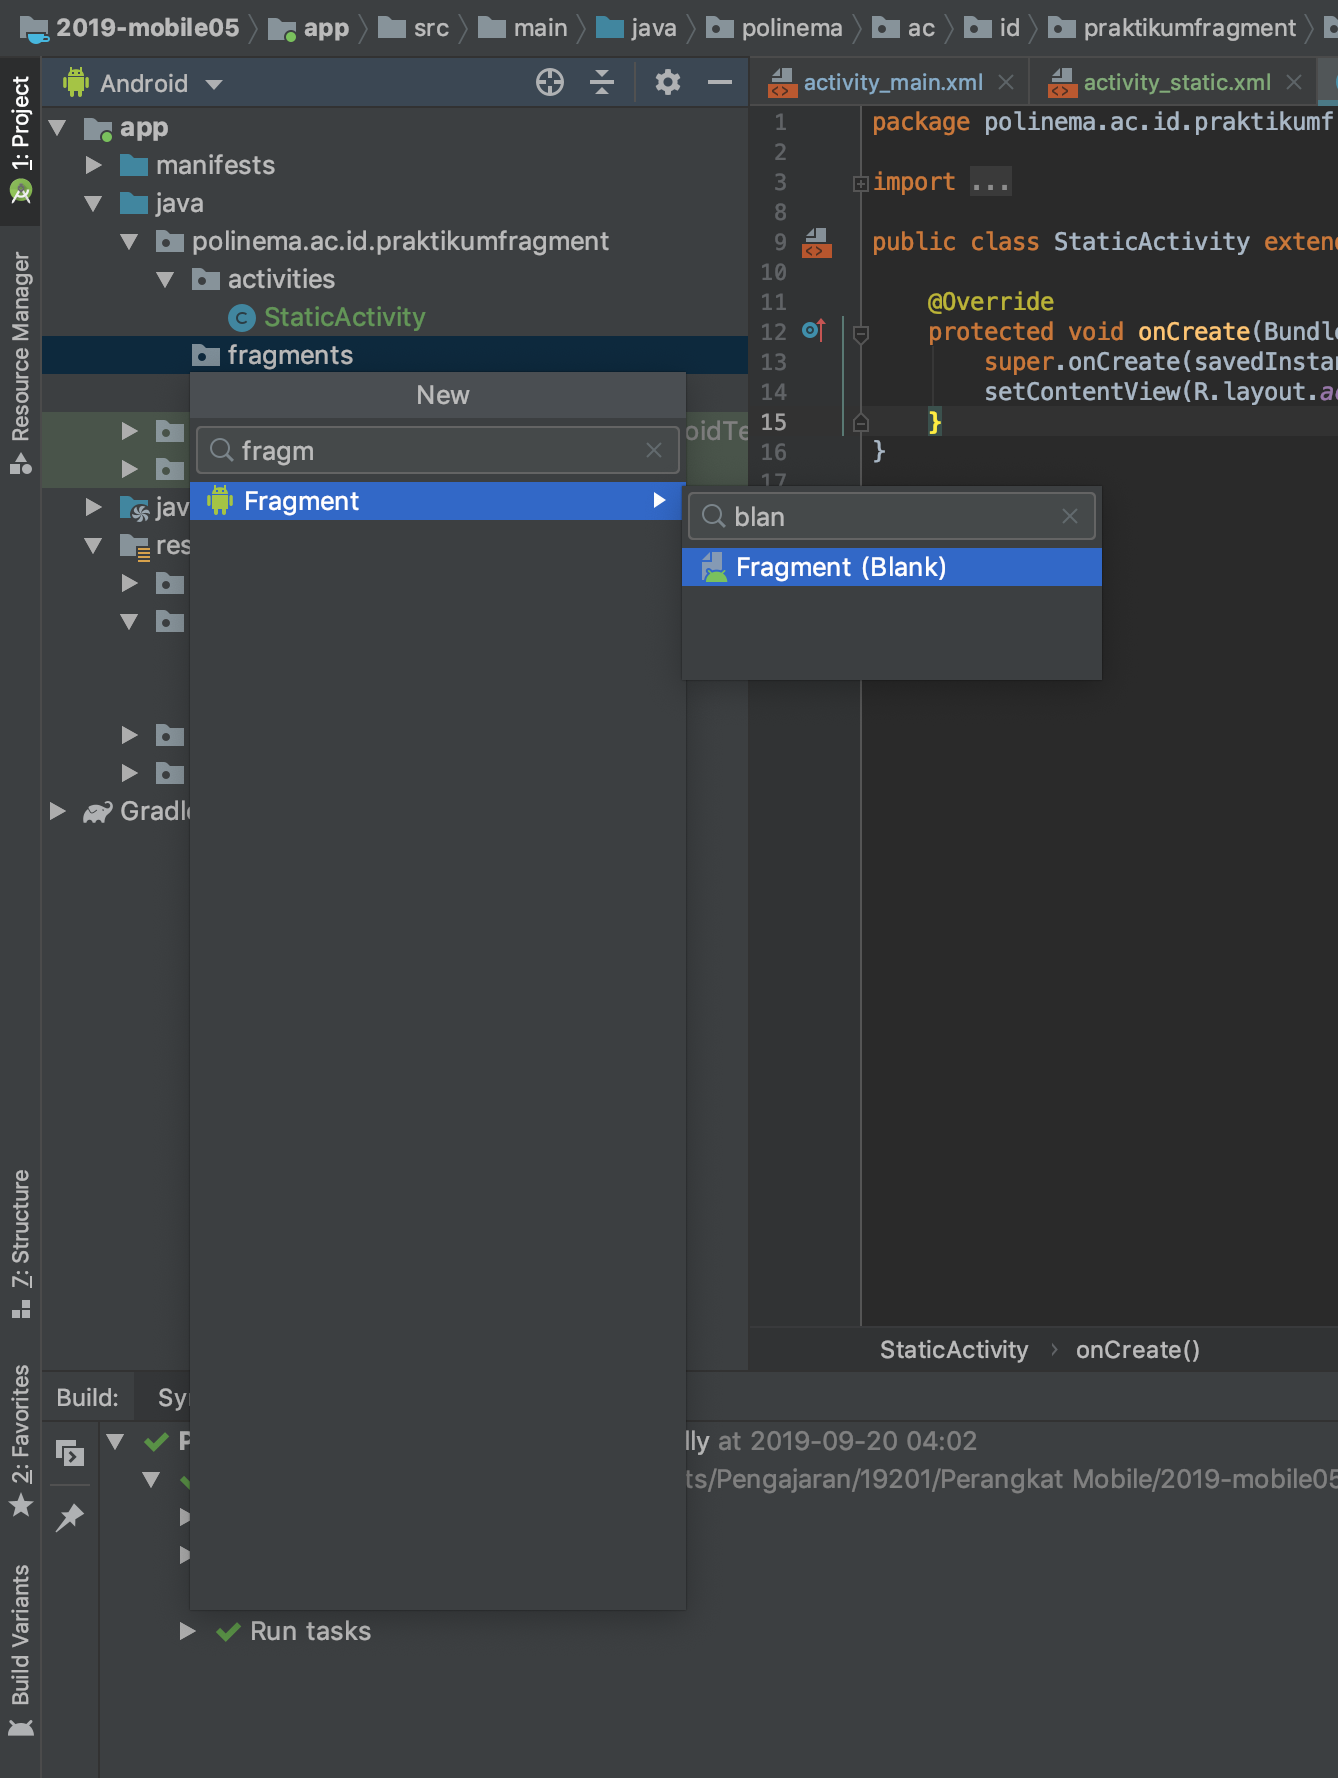 2019-mobile05 app src main java polinema ac id praktikumfragment
1: Project
Resource Manager
7: Structure
2: Favorites
Build Variants
Android
app
manifests
java
polinema.ac.id.praktikumfragment
activities
StaticActivity
fragments
New
fragm
Fragment
blan
Fragment (Blank)
oidTe
jav
res
Gradle
activity_main.xml
activity_static.xml
1 package polinema.ac.id.praktikumf
2
3 import ...
8
9 public class StaticActivity extend
10
11 @Override
12 protected void onCreate(Bundle
13 super.onCreate(savedInstan
14 setContentView(R.layout.ac
15 }
16 }
17
StaticActivity › onCreate()
Build: Syn
lly at 2019-09-20 04:02
ts/Pengajaran/19201/Perangkat Mobile/2019-mobile05
Run tasks